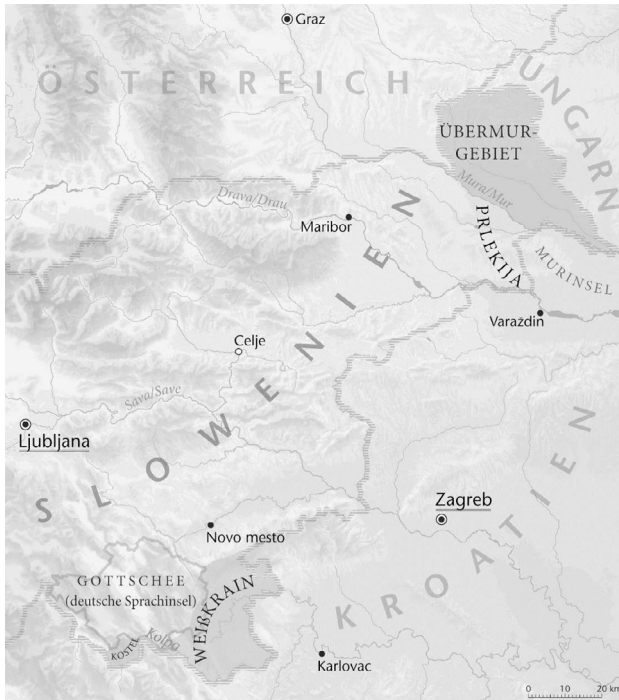 Graz
ÖSTERREICH
UNGARN
ÜBERMUR-
GEBIET
Mura/Mur
Drava/Drau
Maribor
PRLEKIJA
MURINSEL
Varaždin
Celje
SLOWENIEN
Sava/Save
Ljubljana
Zagreb
Novo mesto
KROATIEN
GOTTSCHEE
(deutsche Sprachinsel)
WEIßKRAIN
KOSTEL
Kolpa
Karlovac
0 10 20 km